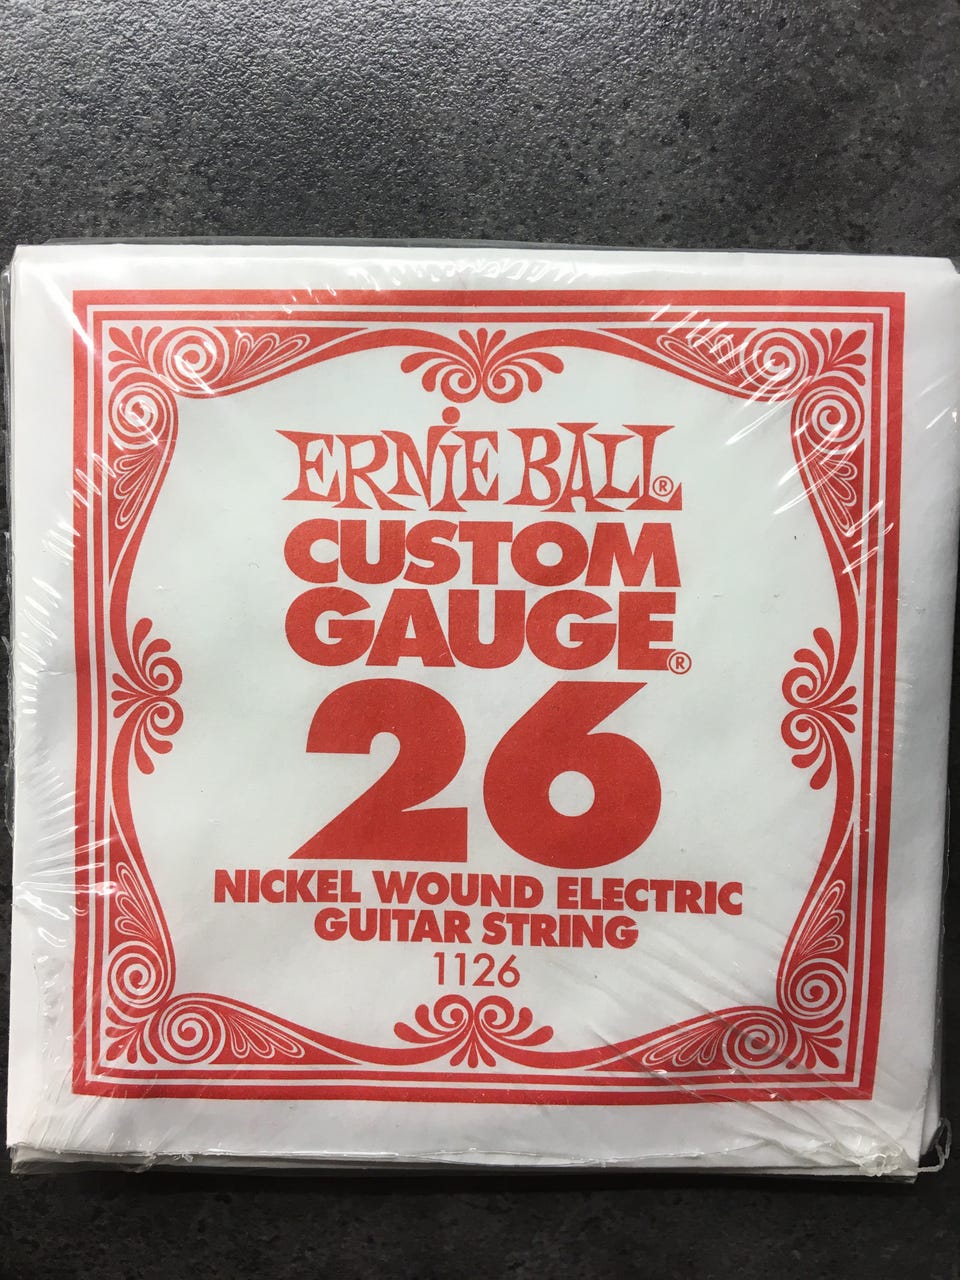 ERNiE BALL®
CUSTOM
GAUGE®
26
NICKEL WOUND ELECTRIC
GUITAR STRING
1126